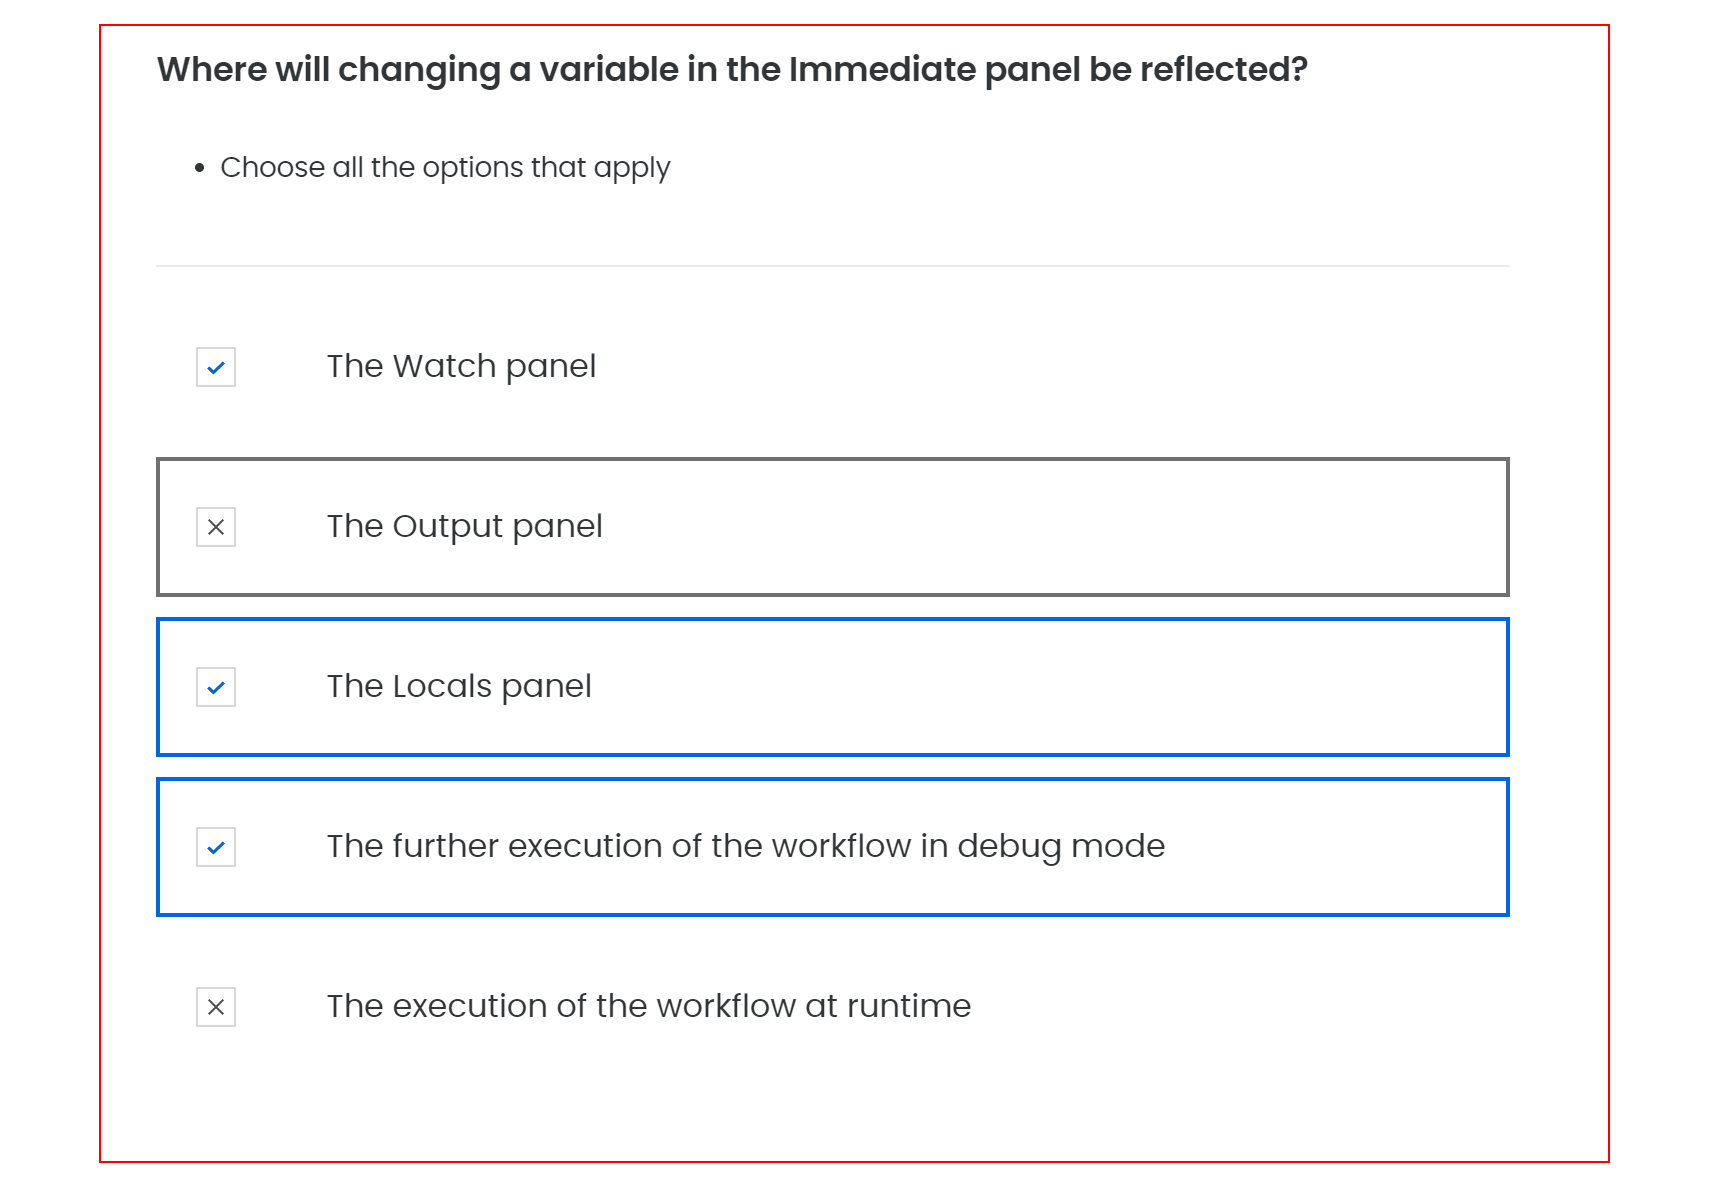 Where will changing a variable in the Immediate panel be reflected?
• Choose all the options that apply
The Watch panel
The Output panel
The Locals panel
The further execution of the workflow in debug mode
The execution of the workflow at runtime